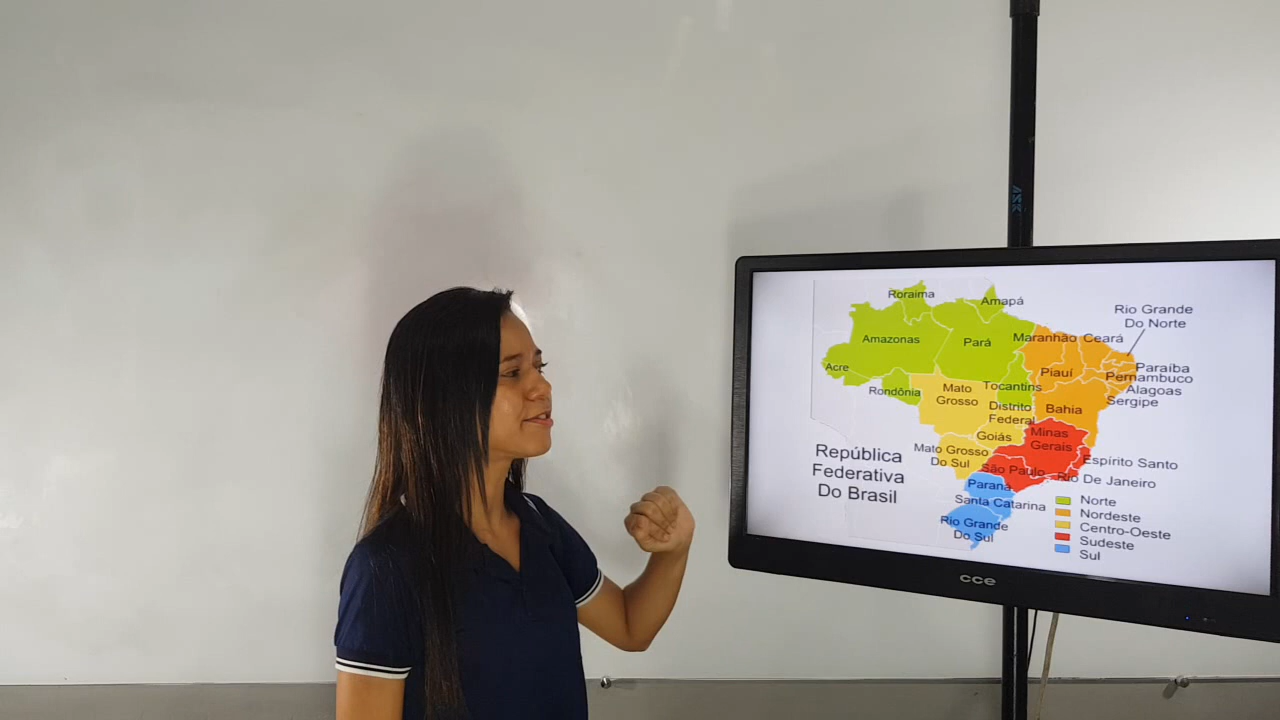 ASK
Roraima
Amapá
Rio Grande
Do Norte
Amazonas
Pará
Maranhão
Ceará
Acre
Piauí
Paraíba
Pernambuco
Rondônia
Mato
Grosso
Tocantins
Alagoas
Sergipe
Distrito
Federal
Bahia
Goiás
Minas
Gerais
Mato Grosso
Do Sul
República
Federativa
Do Brasil
Espírito Santo
São Paulo
Rio De Janeiro
Paraná
Santa Catarina
Rio Grande
Do Sul
Norte
Nordeste
Centro-Oeste
Sudeste
Sul
cce